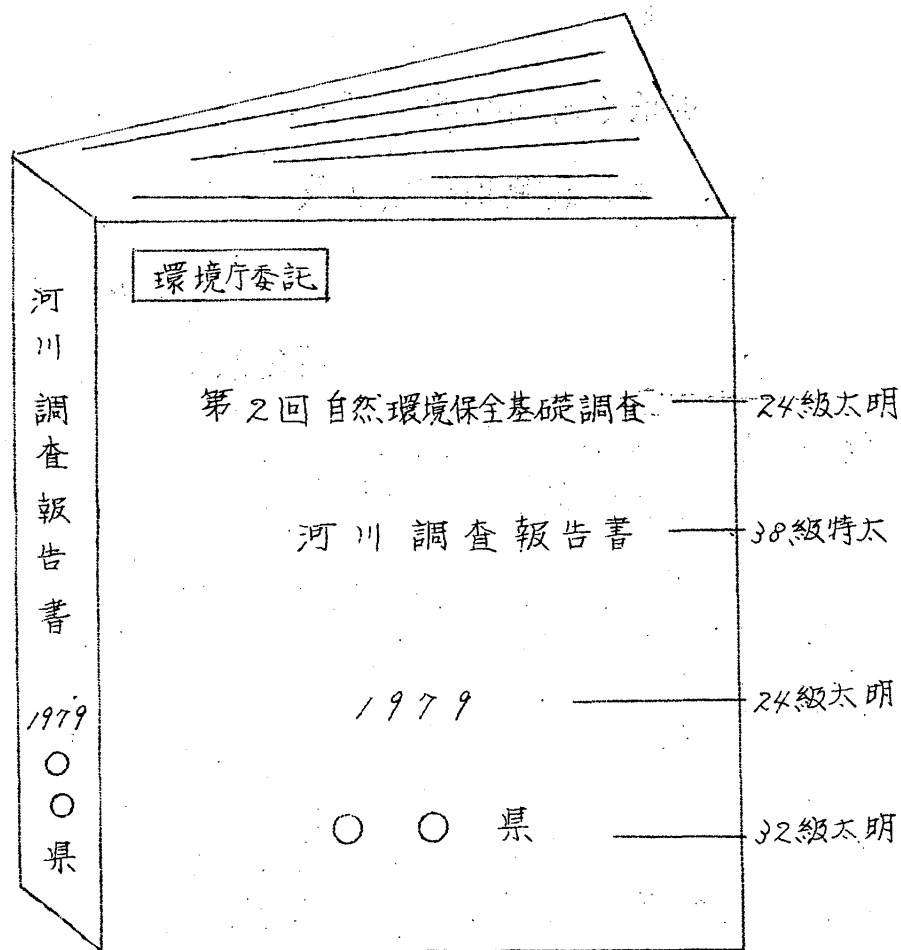 環境庁委託
第2回自然環境保全基礎調査 24級太明
河川調査報告書 38級特太
1979 24級太明
○○県 32級太明
河川調査報告書 1979 ○○県